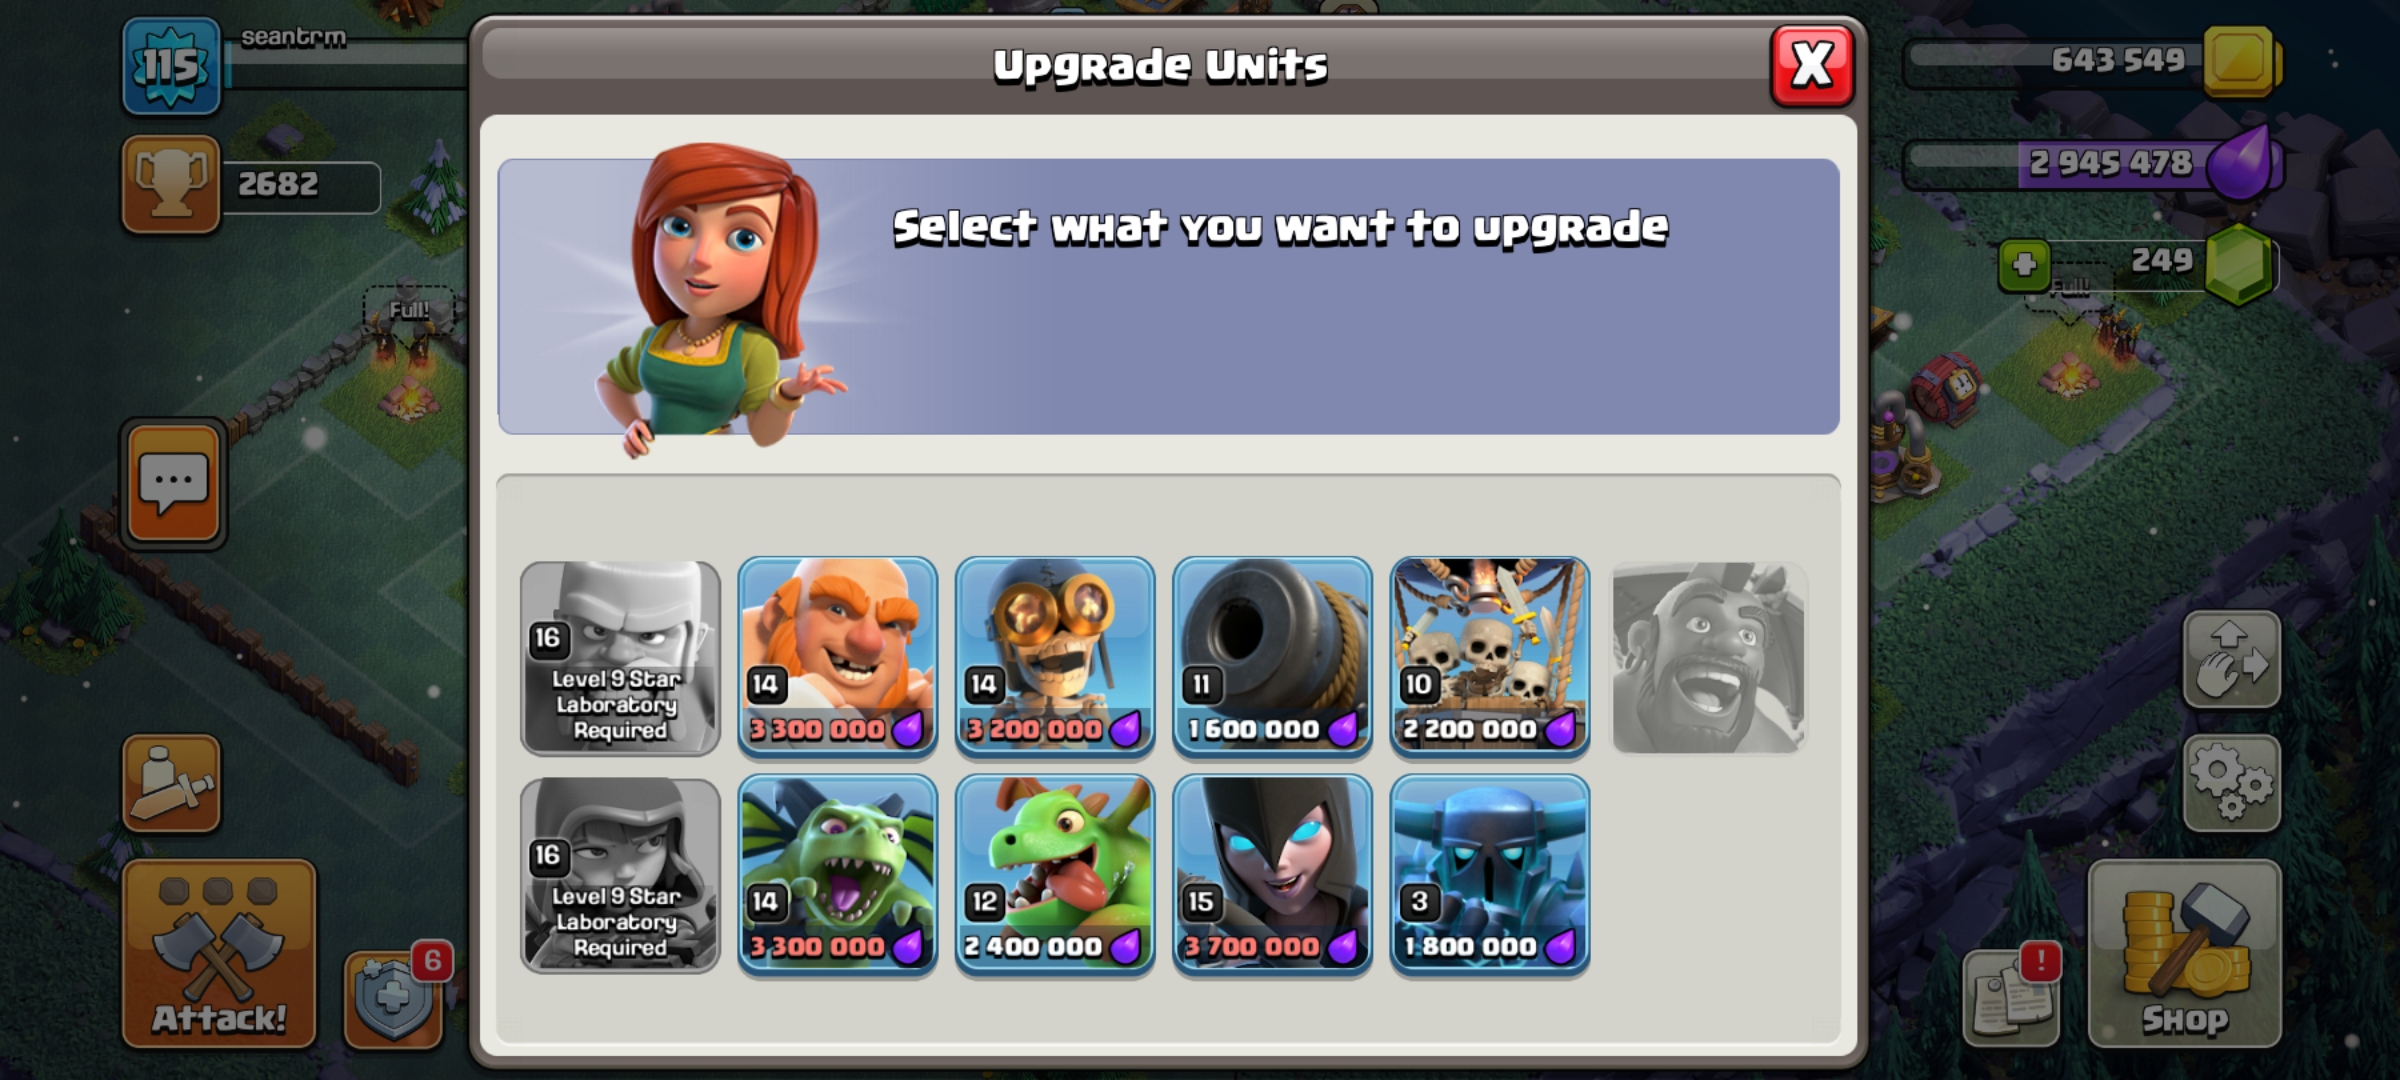 115
seantrm
2682
Full!
Attack!
6
Upgrade Units
X
Select what you want to upgrade
16
Level 9 Star
Laboratory
Required
14
3 300 000
14
3 200 000
11
1 600 000
10
2 200 000
16
Level 9 Star
Laboratory
Required
14
3 300 000
12
2 400 000
15
3 700 000
3
1 800 000
643 549
2 945 478
249
Full!
!
Shop